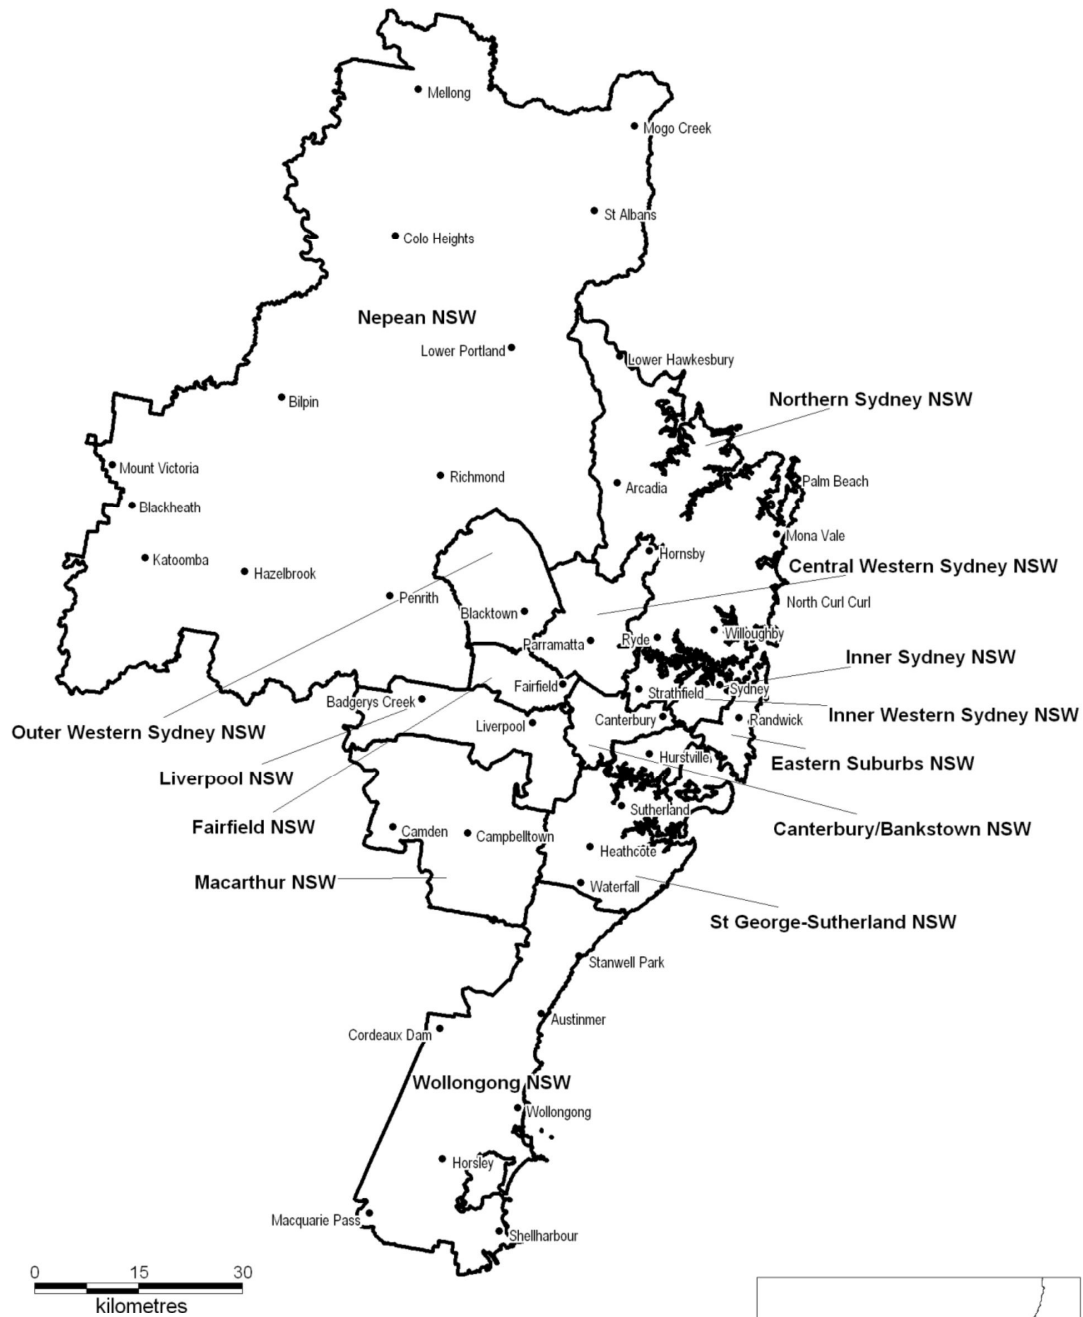 Mellong
Mogo Creek
St Albans
Colo Heights
Nepean NSW
Lower Portland
Lower Hawkesbury
Northern Sydney NSW
Bilpin
Mount Victoria
Richmond
Palm Beach
Arcadia
Blackheath
Mona Vale
Hornsby
Katoomba
Central Western Sydney NSW
Hazelbrook
Penrith
North Curl Curl
Blacktown
Willoughby
Parramatta
Ryde
Inner Sydney NSW
Fairfield
Strathfield
Sydney
Badgerys Creek
Inner Western Sydney NSW
Liverpool
Canterbury
Randwick
Outer Western Sydney NSW
Hurstville
Eastern Suburbs NSW
Liverpool NSW
Sutherland
Fairfield NSW
Canterbury/Bankstown NSW
Camden
Campbelltown
Heathcote
Macarthur NSW
Waterfall
St George-Sutherland NSW
Stanwell Park
Austinmer
Cordeaux Dam
Wollongong NSW
Wollongong
Horsley
Macquarie Pass
Shellharbour
0 15 30
kilometres